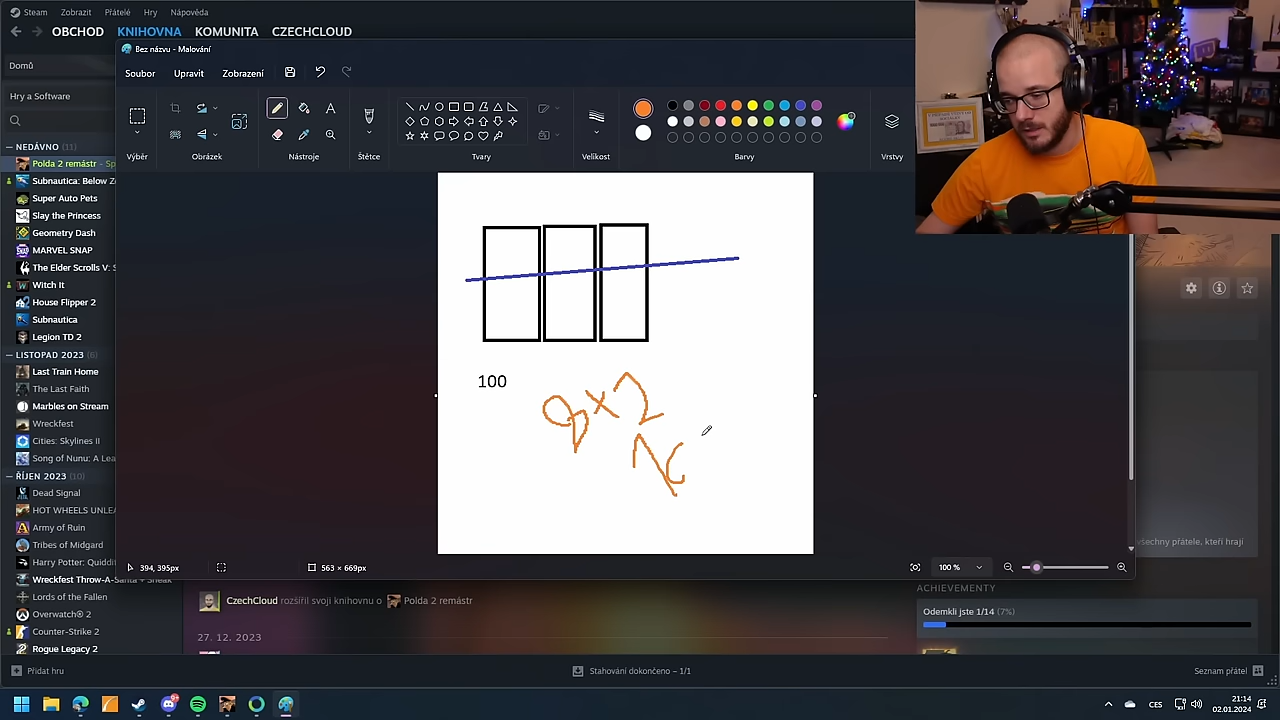 Steam Zobrazit Přátelé Hry Nápověda
OBCHOD KNIHOVNA KOMUNITA CZECHCLOUD
Bez názvu - Malování
Domů
Soubor Upravit Zobrazení
Hry a Software
Výběr Obrázek Nástroje Štětce Tvary Velikost Barvy Vrstvy
NEDÁVNO (11)
Polda 2 remástr - Sp
Subnautica: Below Z
Super Auto Pets
Slay the Princess
Geometry Dash
MARVEL SNAP
The Elder Scrolls V: S
Witch It
House Flipper 2
Subnautica
Legion TD 2
LISTOPAD 2023 (6)
Last Train Home
The Last Faith
Marbles on Stream
Wreckfest
Cities: Skylines II
Song of Nunu: A Lea
ŘÍJEN 2023 (10)
Dead Signal
HOT WHEELS UNLEA
Army of Ruin
Tribes of Midgard
Harry Potter: Quiddit
Wreckfest Throw-A-Santa + Sneak
Lords of the Fallen
Overwatch® 2
Counter-Strike 2
Rogue Legacy 2
100
8x2
všechny přátele, kteří hrají
394, 395px 563 × 669px 100 %
ACHIEVEMENTY
Odemkli jste 1/14 (7%)
CzechCloud rozšířil svoji knihovnu o Polda 2 remástr
27. 12. 2023
Přidat hru Stahování dokončeno – 1/1 Seznam přátel
CES 21:14
02.01.2024